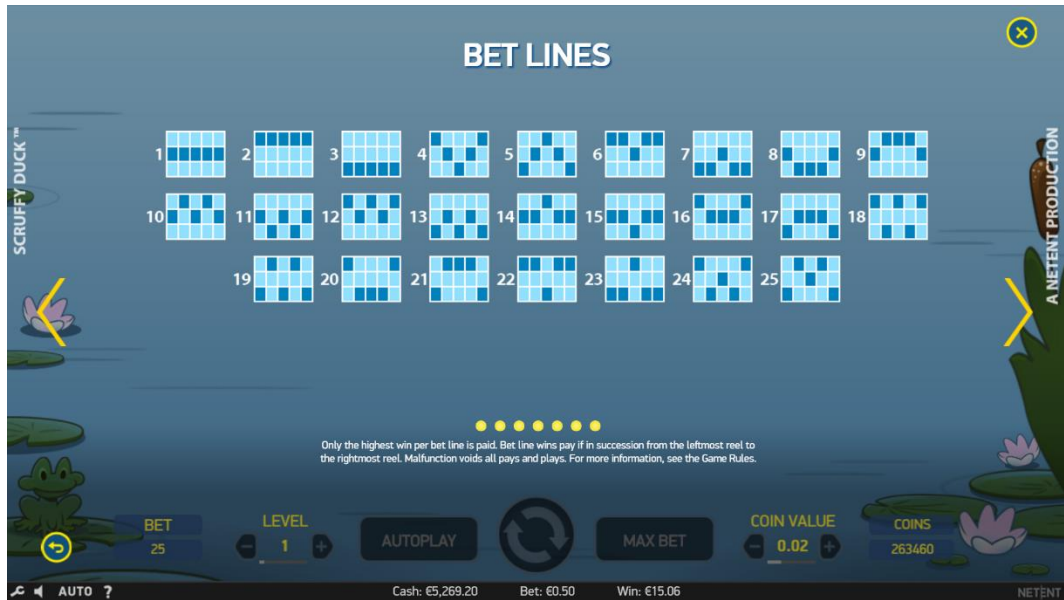 BET LINES
SCRUFFY DUCK™
A NETENT PRODUCTION
1 2 3 4 5 6 7 8 9
10 11 12 13 14 15 16 17 18
19 20 21 22 23 24 25
Only the highest win per bet line is paid. Bet line wins pay if in succession from the leftmost reel to
the rightmost reel. Malfunction voids all pays and plays. For more information, see the Game Rules.
BET
25
LEVEL
1
AUTOPLAY
MAX BET
COIN VALUE
0.02
COINS
263460
AUTO ?
Cash: €5,269.20 Bet: €0.50 Win: €15.06
NETENT